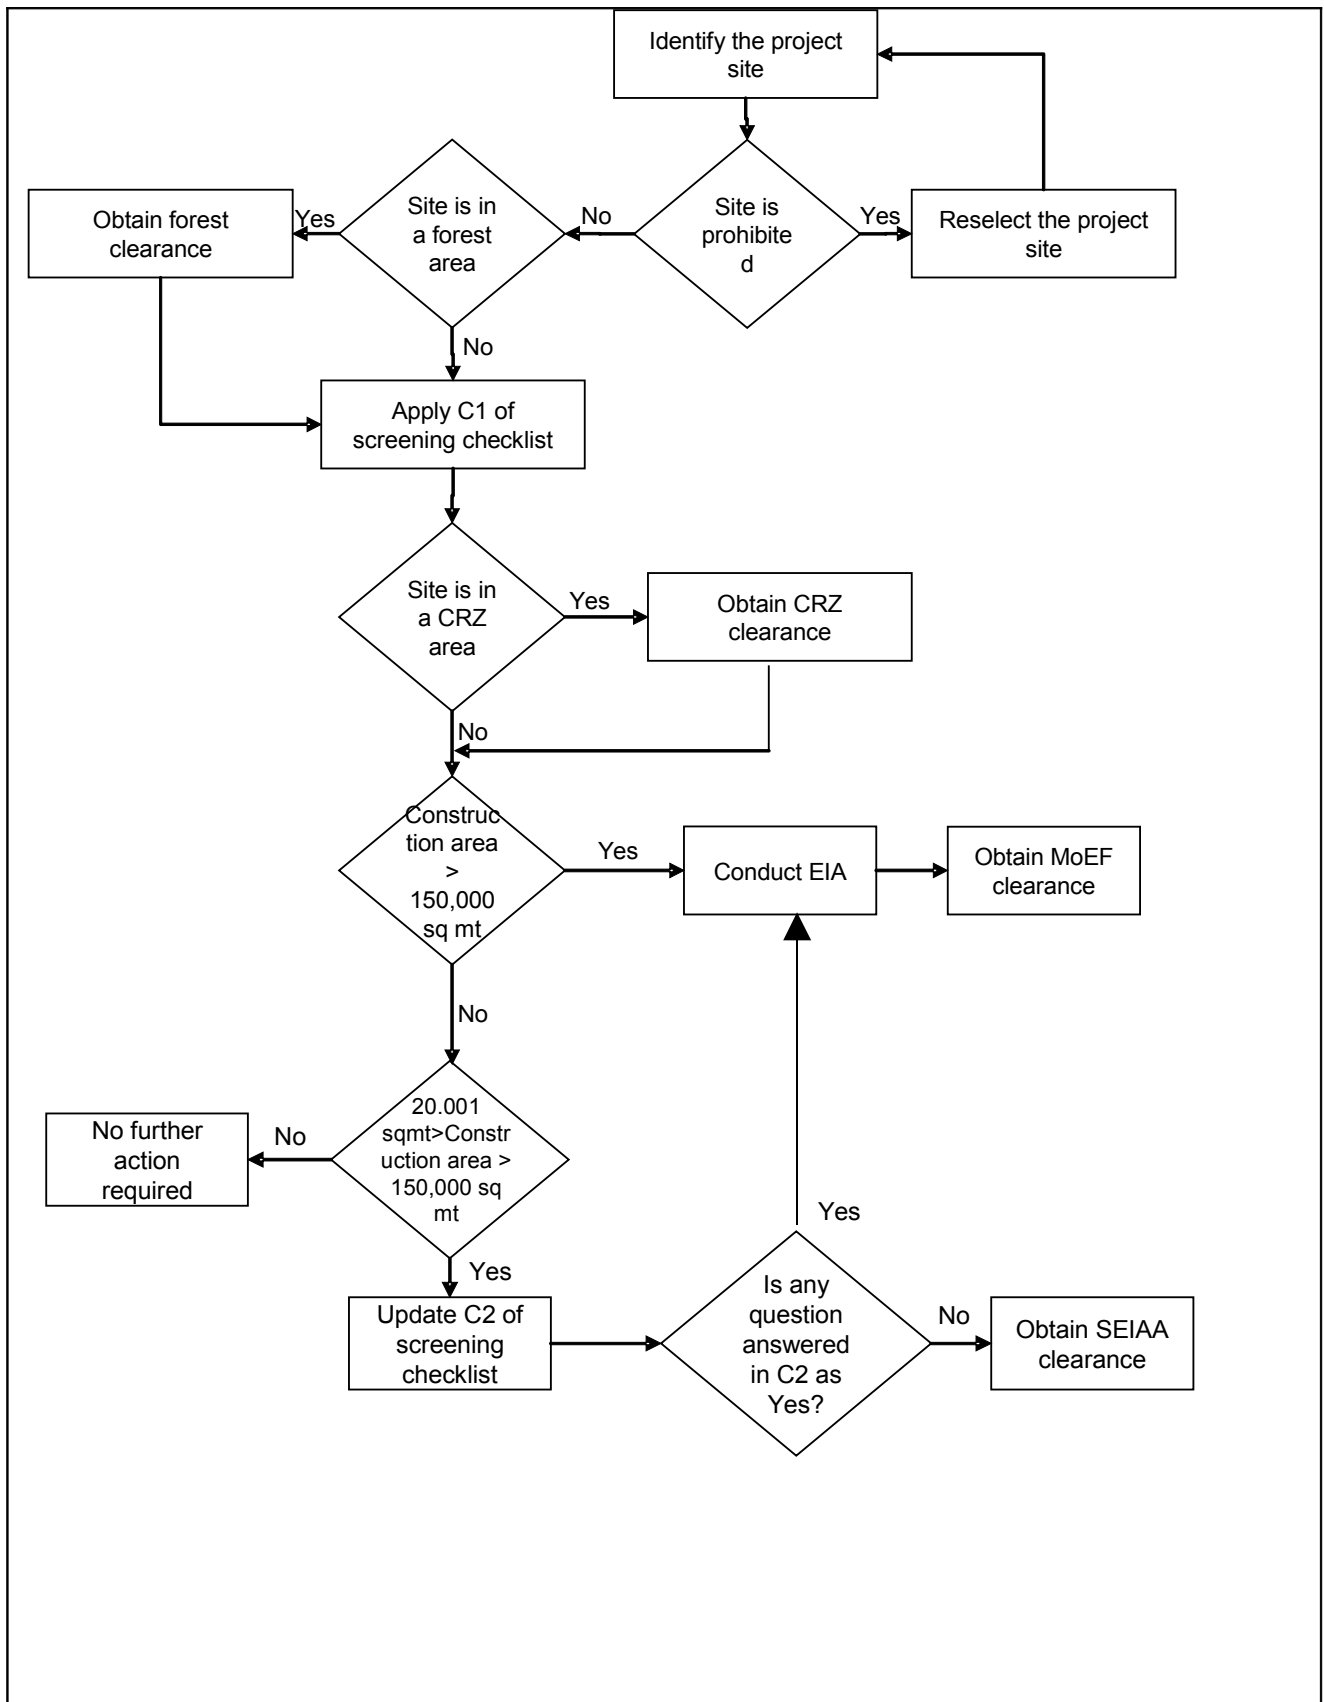 Identify the project
site
Site is in
a forest
area
Site is
prohibite
d
Obtain forest
clearance
Yes
No
Yes
Reselect the project
site
No
Apply C1 of
screening checklist
Site is in
a CRZ
area
Yes
Obtain CRZ
clearance
No
Construc
tion area
>
150,000
sq mt
Yes
Conduct EIA
Obtain MoEF
clearance
No
20.001
sqmt>Constr
uction area >
150,000 sq
mt
No
No further
action
required
Yes
Update C2 of
screening
checklist
Yes
Is any
question
answered
in C2 as
Yes?
No
Obtain SEIAA
clearance